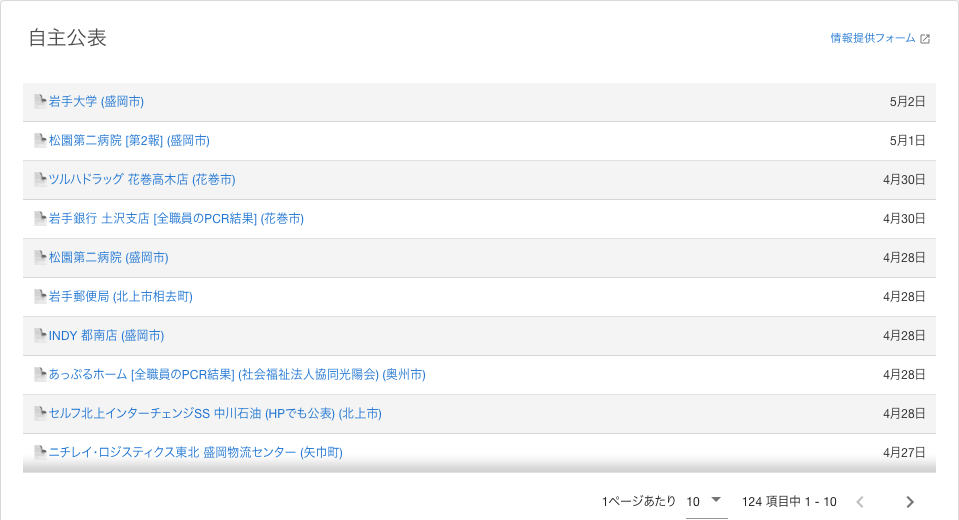 自主公表
情報提供フォーム
岩手大学 (盛岡市) 5月2日
松園第二病院 [第2報] (盛岡市) 5月1日
ツルハドラッグ 花巻高木店 (花巻市) 4月30日
岩手銀行 土沢支店 [全職員のPCR結果] (花巻市) 4月30日
松園第二病院 (盛岡市) 4月28日
岩手郵便局 (北上市相去町) 4月28日
INDY 都南店 (盛岡市) 4月28日
あっぷるホーム [全職員のPCR結果] (社会福祉法人協同光陽会) (奥州市) 4月28日
セルフ北上インターチェンジSS 中川石油 (HPでも公表) (北上市) 4月28日
ニチレイ・ロジスティクス東北 盛岡物流センター (矢巾町) 4月27日
1ページあたり 10 124 項目中 1 - 10